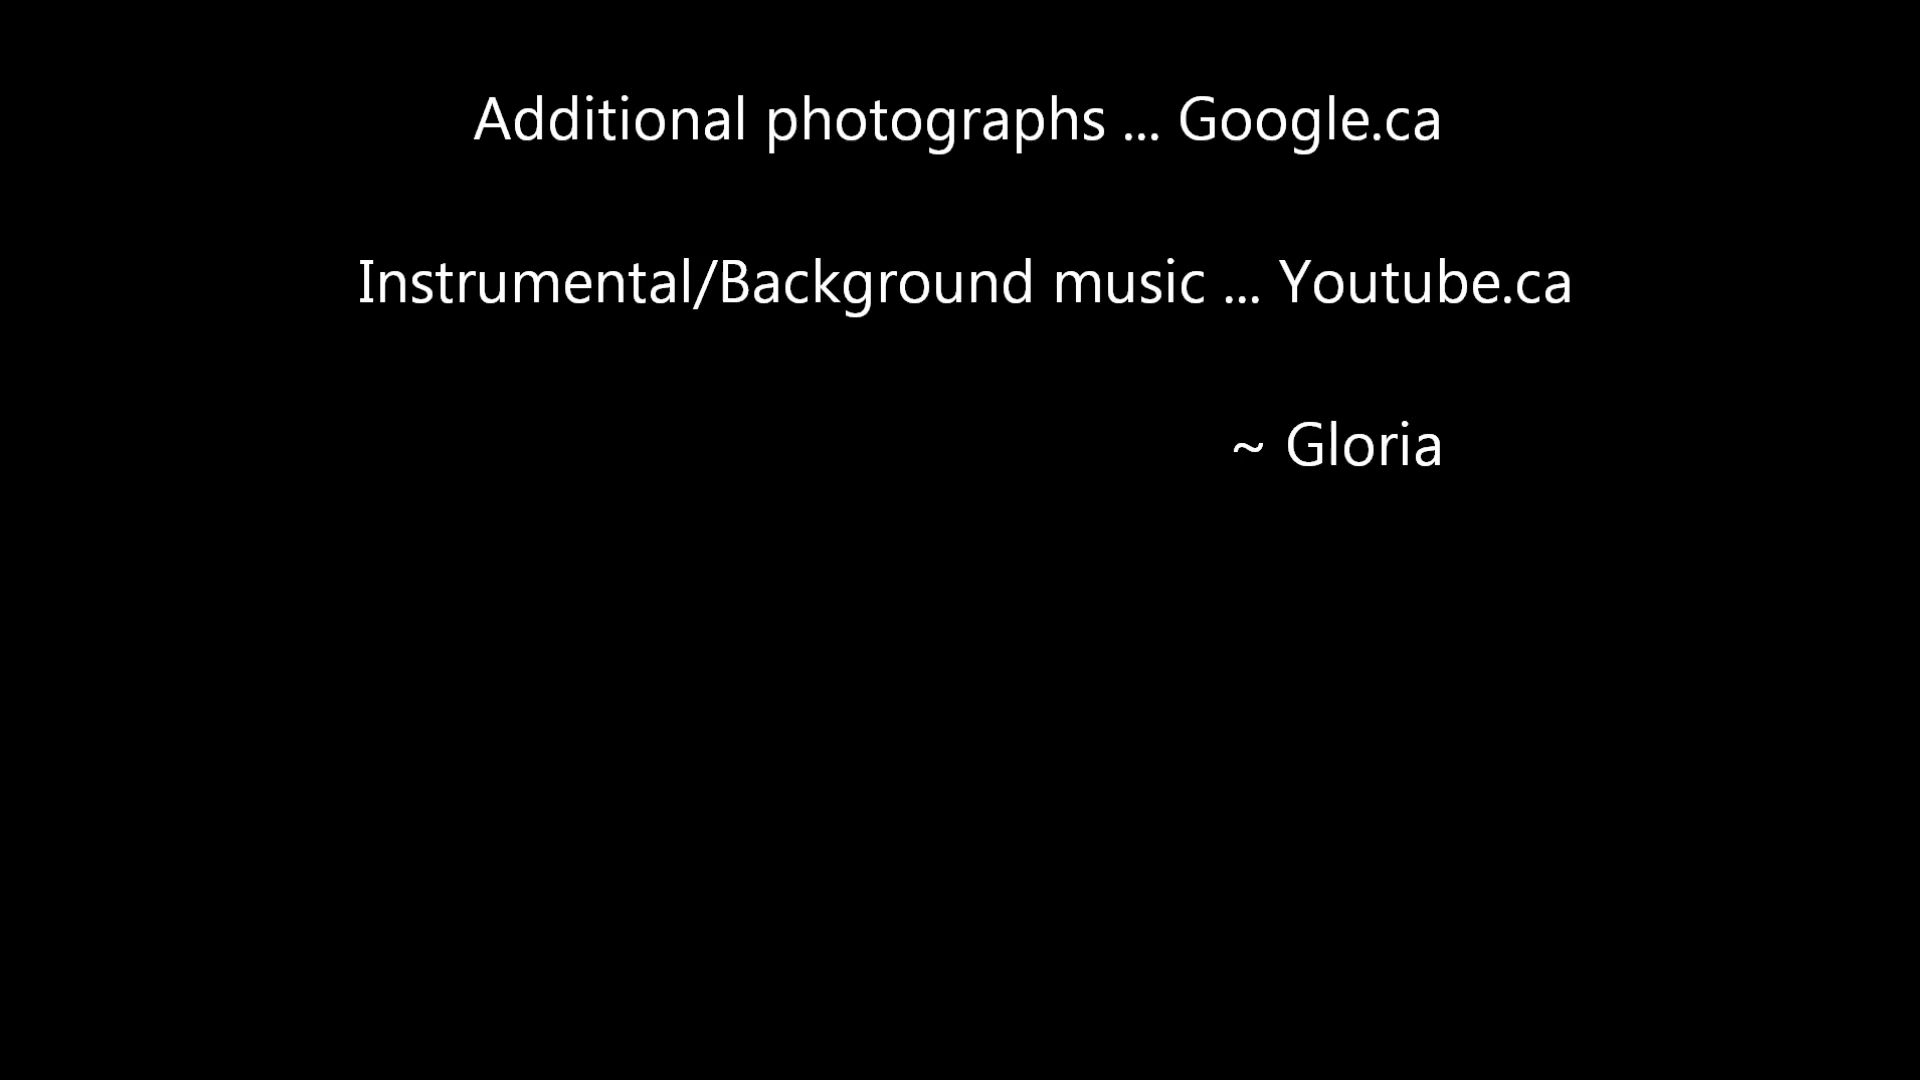 Additional photographs ... Google.ca
Instrumental/Background music ... Youtube.ca
~ Gloria